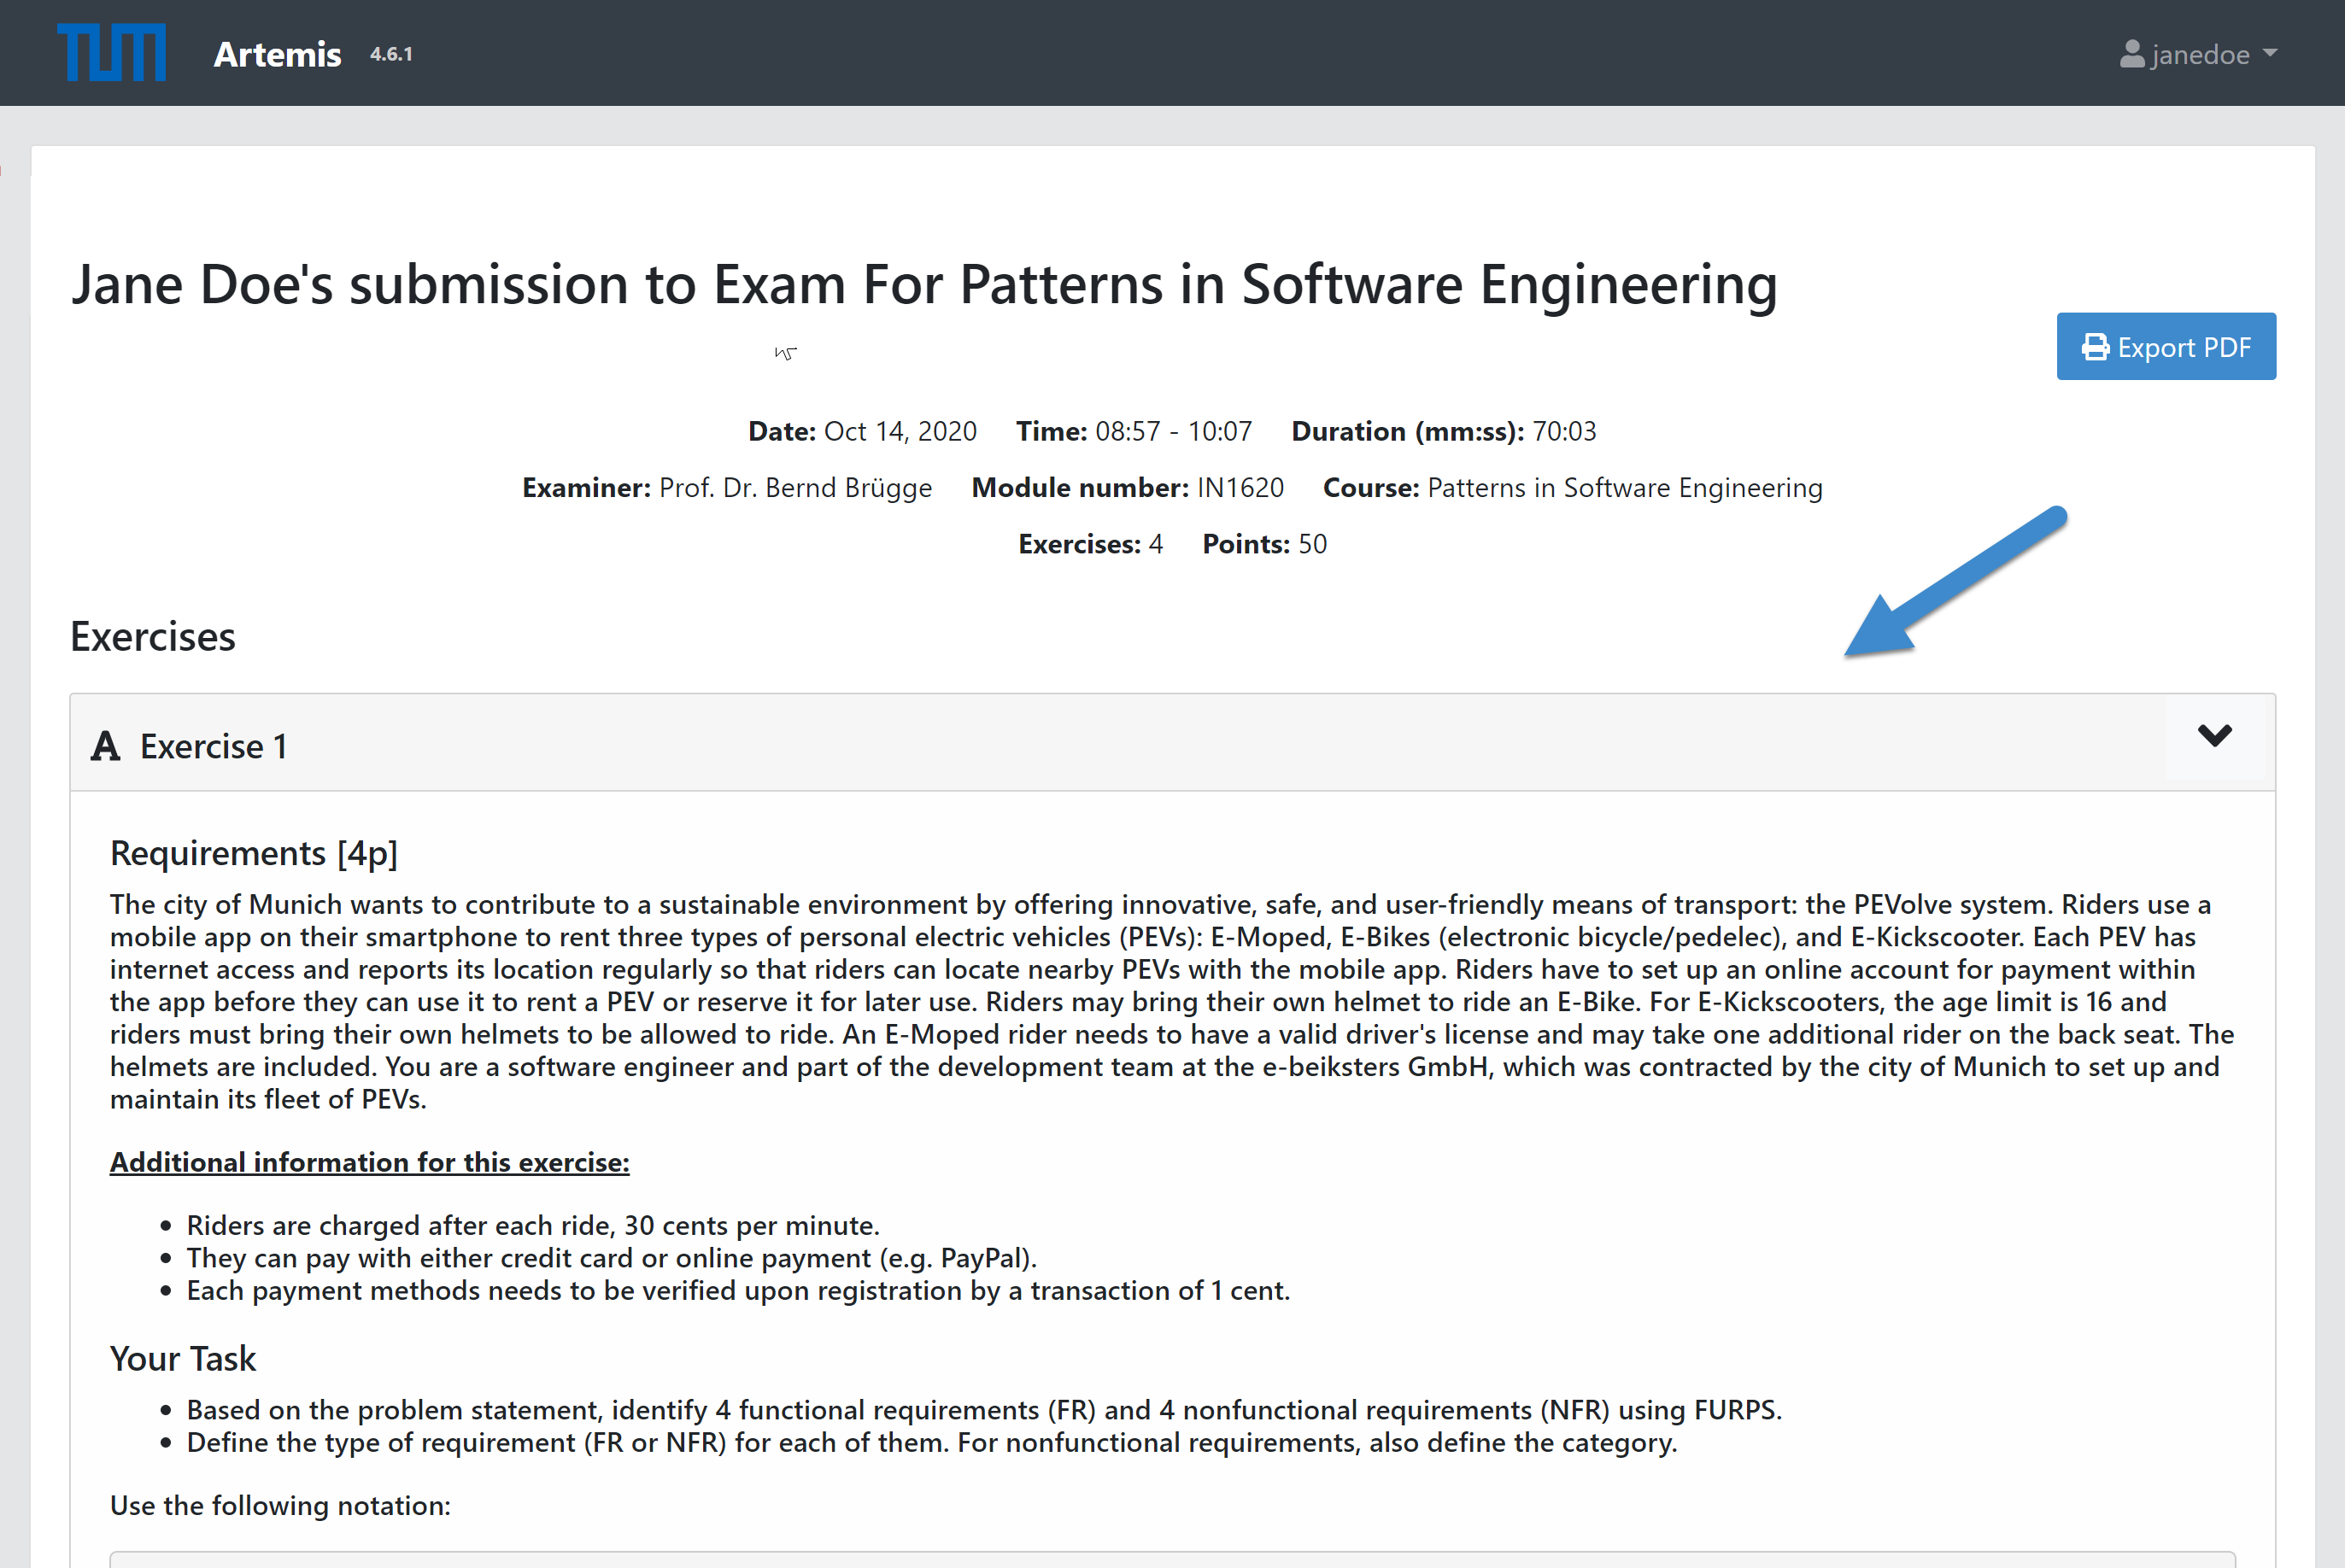 TUM Artemis 4.6.1 janedoe
Jane Doe's submission to Exam For Patterns in Software Engineering
Export PDF
Date: Oct 14, 2020 Time: 08:57 - 10:07 Duration (mm:ss): 70:03
Examiner: Prof. Dr. Bernd Brügge Module number: IN1620 Course: Patterns in Software Engineering
Exercises: 4 Points: 50
Exercises
A Exercise 1
Requirements [4p]
The city of Munich wants to contribute to a sustainable environment by offering innovative, safe, and user-friendly means of transport: the PEVolve system. Riders use a
mobile app on their smartphone to rent three types of personal electric vehicles (PEVs): E-Moped, E-Bikes (electronic bicycle/pedelec), and E-Kickscooter. Each PEV has
internet access and reports its location regularly so that riders can locate nearby PEVs with the mobile app. Riders have to set up an online account for payment within
the app before they can use it to rent a PEV or reserve it for later use. Riders may bring their own helmet to ride an E-Bike. For E-Kickscooters, the age limit is 16 and
riders must bring their own helmets to be allowed to ride. An E-Moped rider needs to have a valid driver's license and may take one additional rider on the back seat. The
helmets are included. You are a software engineer and part of the development team at the e-beiksters GmbH, which was contracted by the city of Munich to set up and
maintain its fleet of PEVs.
Additional information for this exercise:
• Riders are charged after each ride, 30 cents per minute.
• They can pay with either credit card or online payment (e.g. PayPal).
• Each payment methods needs to be verified upon registration by a transaction of 1 cent.
Your Task
• Based on the problem statement, identify 4 functional requirements (FR) and 4 nonfunctional requirements (NFR) using FURPS.
• Define the type of requirement (FR or NFR) for each of them. For nonfunctional requirements, also define the category.
Use the following notation: